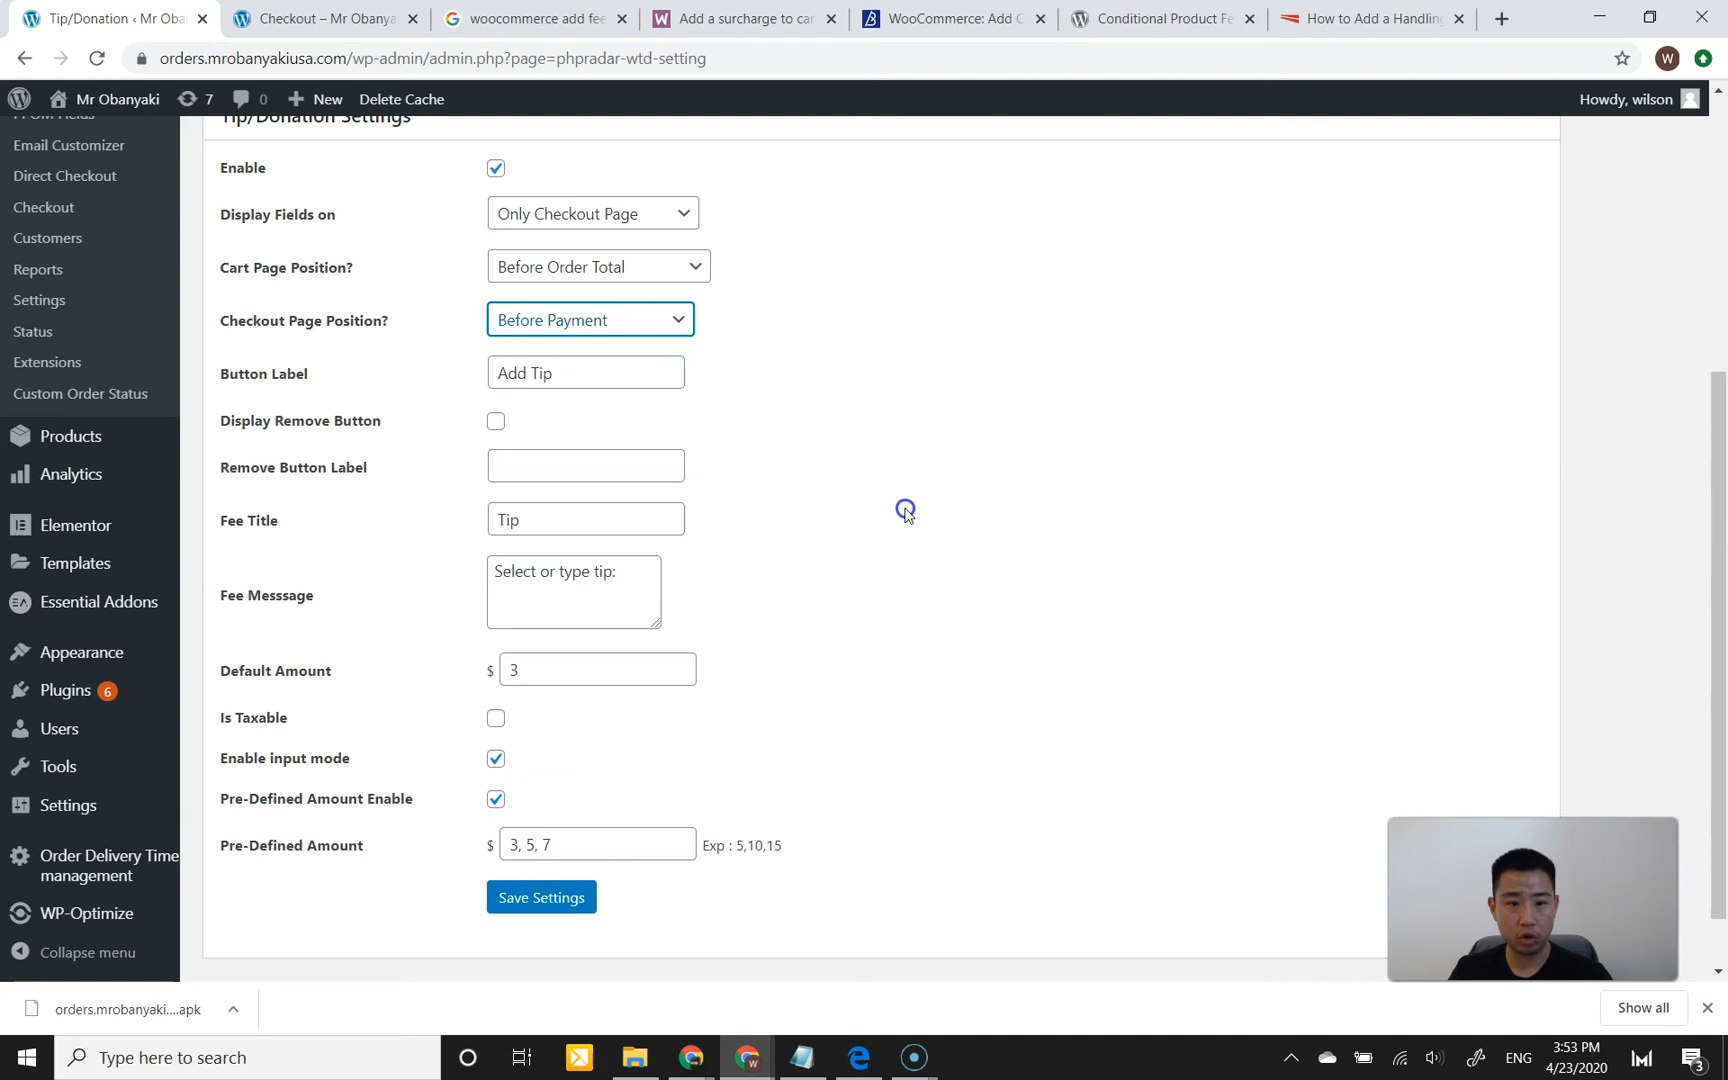 Tip/Donation ‹ Mr Oba
Checkout – Mr Obanya
woocommerce add fee
Add a surcharge to car
WooCommerce: Add C
Conditional Product Fe
How to Add a Handling
orders.mrobanyakiusa.com/wp-admin/admin.php?page=phpradar-wtd-setting
W
Mr Obanyaki
7
0
New
Delete Cache
Howdy, wilson
PPOM Fields
Email Customizer
Direct Checkout
Checkout
Customers
Reports
Settings
Status
Extensions
Custom Order Status
Products
Analytics
Elementor
Templates
Essential Addons
Appearance
Plugins 6
Users
Tools
Settings
Order Delivery Time
management
WP-Optimize
Collapse menu
Tip/Donation Settings
Enable
Display Fields on Only Checkout Page
Cart Page Position? Before Order Total
Checkout Page Position? Before Payment
Button Label Add Tip
Display Remove Button
Remove Button Label
Fee Title Tip
Fee Messsage Select or type tip:
Default Amount $ 3
Is Taxable
Enable input mode
Pre-Defined Amount Enable
Pre-Defined Amount $ 3, 5, 7 Exp : 5,10,15
Save Settings
orders.mrobanyaki....apk
Show all
Type here to search
ENG
3:53 PM
4/23/2020
3